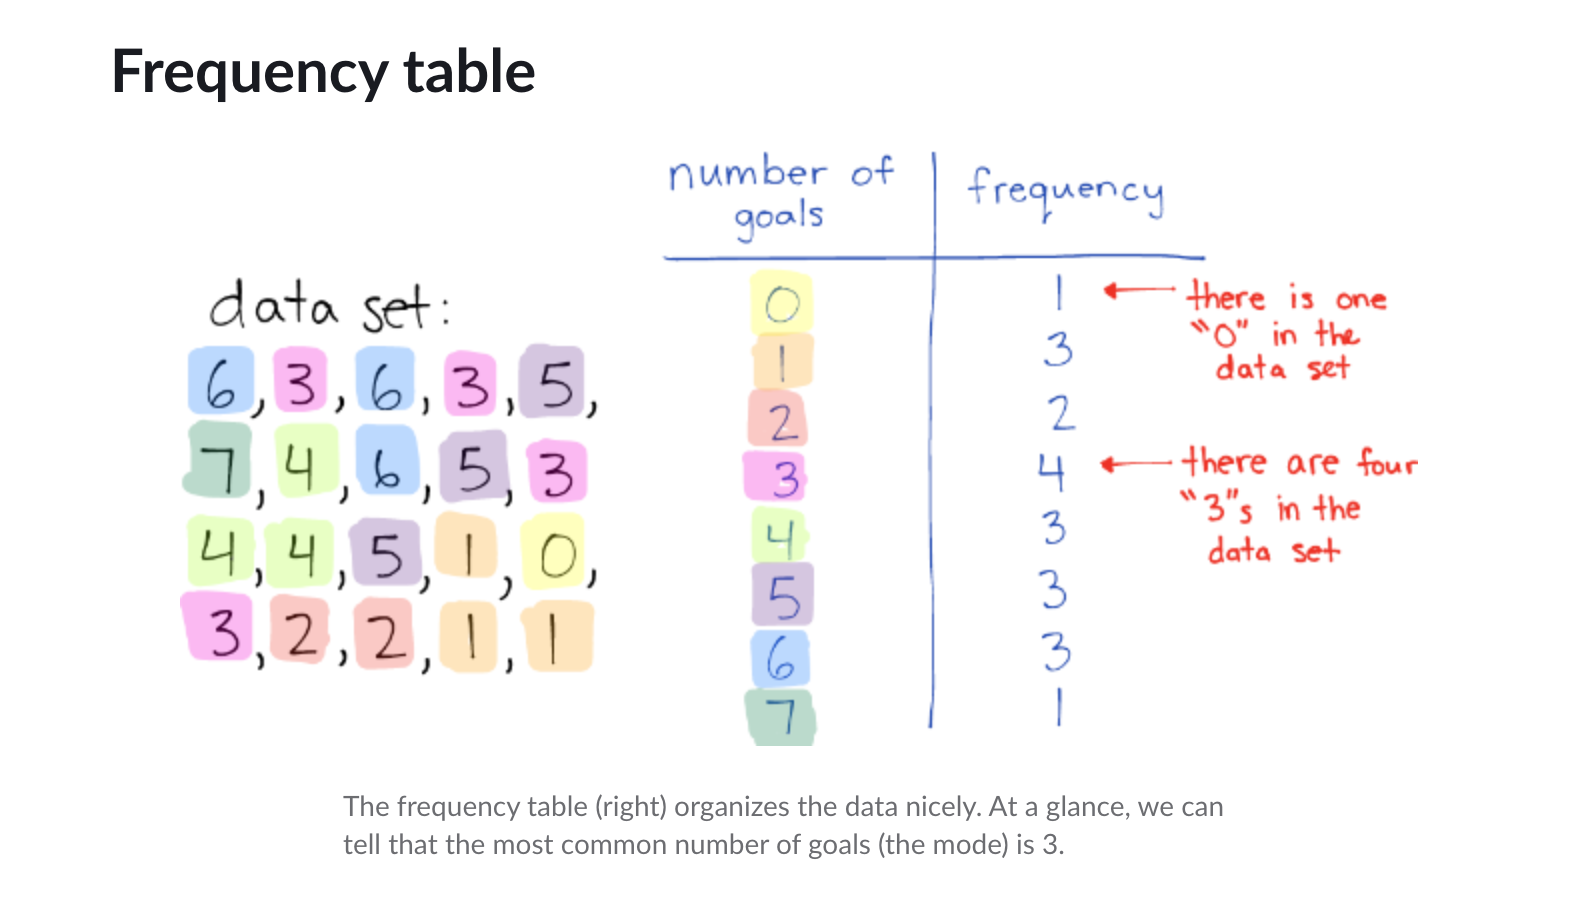 Frequency table
data set:
6, 3, 6, 3, 5,
7, 4, 6, 5, 3
4, 4, 5, 1, 0,
3, 2, 2, 1, 1
number of
goals
frequency
0 1
1 3
2 2
3 4
4 3
5 3
6 3
7 1
there is one
"0" in the
data set
there are four
"3"s in the
data set
The frequency table (right) organizes the data nicely. At a glance, we can
tell that the most common number of goals (the mode) is 3.